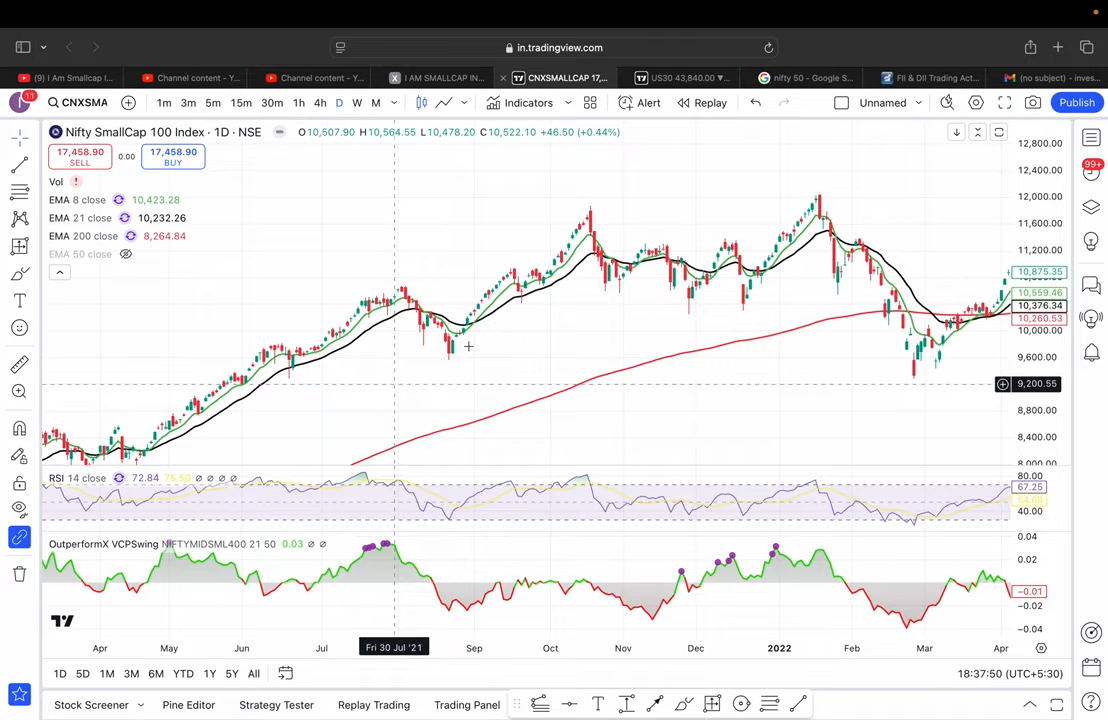 in.tradingview.com
(9) I Am Smallcap I...
Channel content - Y...
Channel content - Y...
I AM SMALLCAP IN...
CNXSMALLCAP 17,...
US30 43,840.00 ▼...
nifty 50 - Google S...
FII & DII Trading Act...
(no subject) - inves...
11
CNXSMA
1m 3m 5m 15m 30m 1h 4h D W M
Indicators
Alert
Replay
Unnamed
Publish
Nifty SmallCap 100 Index · 1D · NSE
O10,507.90 H10,564.55 L10,478.20 C10,522.10 +46.50 (+0.44%)
17,458.90
SELL
0.00
17,458.90
BUY
Vol
EMA 8 close 10,423.28
EMA 21 close 10,232.26
EMA 200 close 8,264.84
EMA 50 close
12,800.00
12,400.00
12,000.00
11,600.00
11,200.00
10,875.35
10,559.46
10,376.34
10,260.53
10,000.00
9,600.00
9,200.55
8,800.00
8,400.00
8,000.00
99+
RSI 14 close 72.84 75.50 ∅ ∅ ∅ ∅
80.00
67.25
40.00
OutperformX VCPSwing NIFTYMIDSML400 21 50 0.03 ∅ ∅
0.04
0.02
−0.01
−0.02
−0.04
Apr May Jun Jul Fri 30 Jul '21 Sep Oct Nov Dec 2022 Feb Mar Apr
1D 5D 1M 3M 6M YTD 1Y 5Y All
18:37:50 (UTC+5:30)
Stock Screener
Pine Editor
Strategy Tester
Replay Trading
Trading Panel